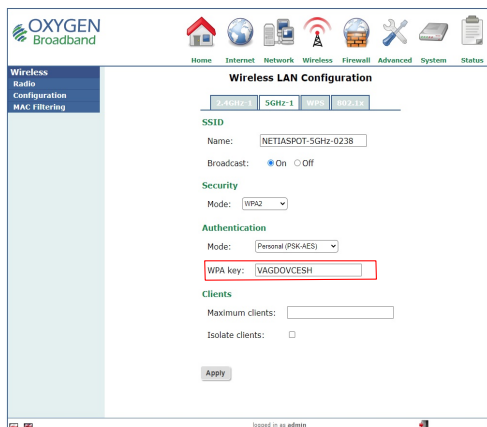 OXYGEN
Broadband
Home Internet Network Wireless Firewall Advanced System Status
Wireless
Radio
Configuration
MAC Filtering
Wireless LAN Configuration
2.4GHz-1 5GHz-1 WPS 802.1x
SSID
Name: NETIASPOT-5GHz-0238
Broadcast: On Off
Security
Mode: WPA2
Authentication
Mode: Personal (PSK-AES)
WPA key: VAGDOVCESH
Clients
Maximum clients:
Isolate clients:
Apply
logged in as admin